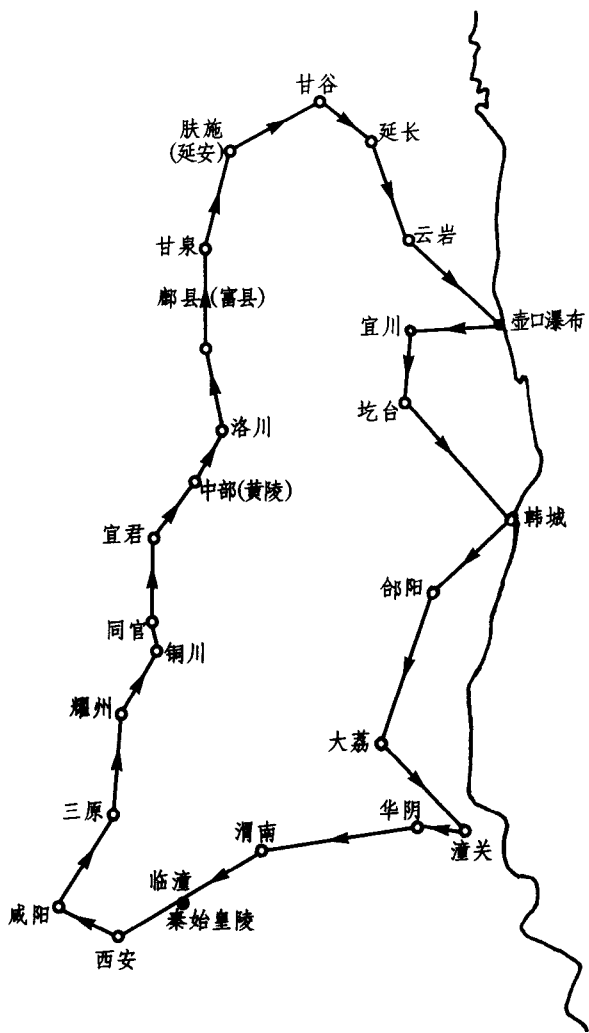 甘谷
肤施
(延安)
延长
云岩
甘泉
鄜县(富县)
壶口瀑布
宜川
圪台
洛川
中部(黄陵)
韩城
宜君
郃阳
同官
铜川
耀州
大荔
三原
华阴
渭南
潼关
临潼
秦始皇陵
咸阳
西安